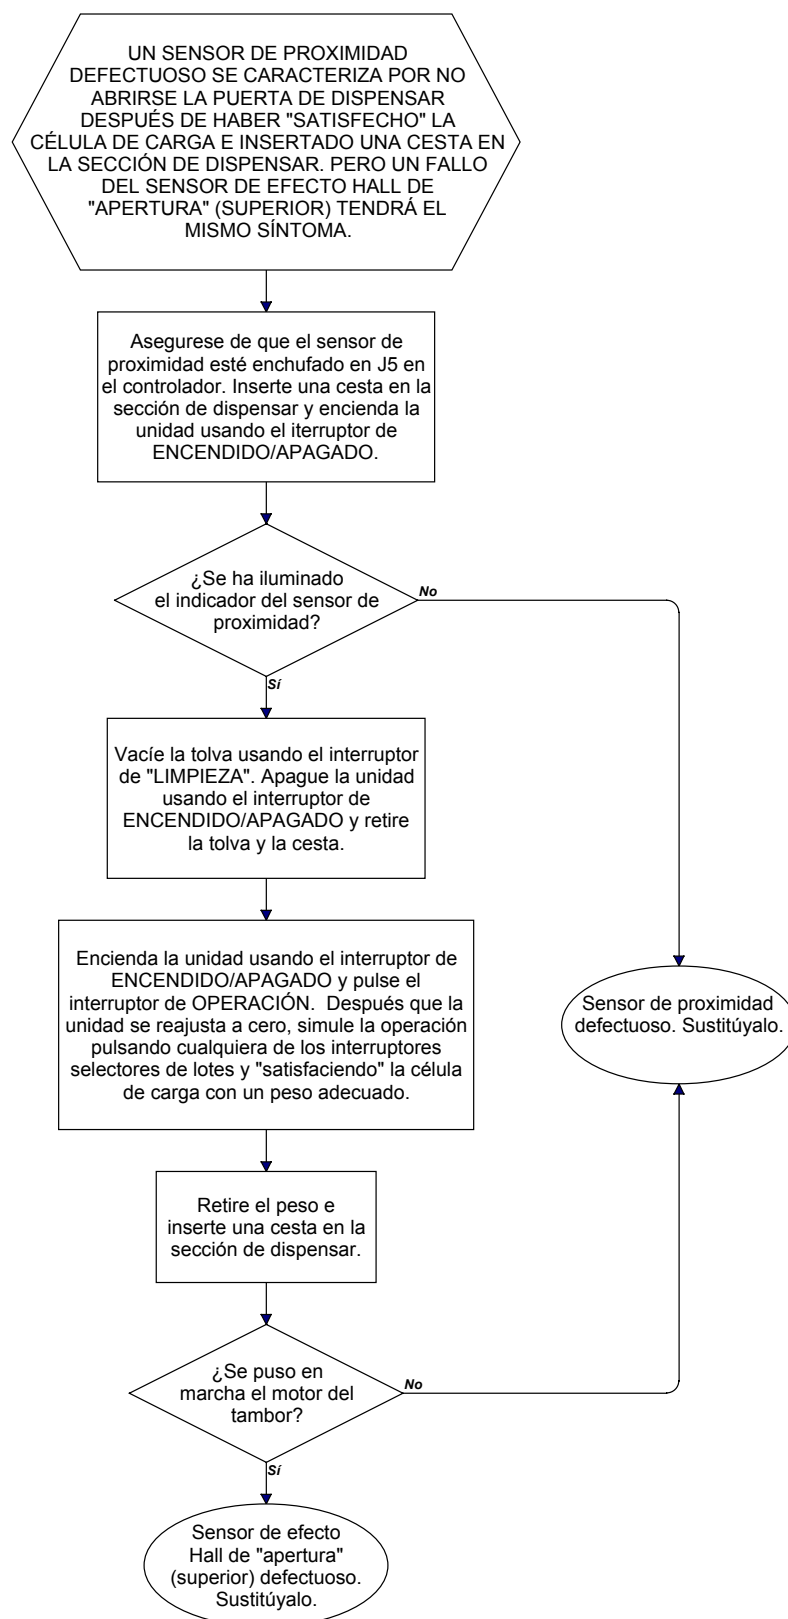 UN SENSOR DE PROXIMIDAD
DEFECTUOSO SE CARACTERIZA POR NO
ABRIRSE LA PUERTA DE DISPENSAR
DESPUÉS DE HABER "SATISFECHO" LA
CÉLULA DE CARGA E INSERTADO UNA CESTA EN
LA SECCIÓN DE DISPENSAR. PERO UN FALLO
DEL SENSOR DE EFECTO HALL DE
"APERTURA" (SUPERIOR) TENDRÁ EL
MISMO SÍNTOMA.
Asegurese de que el sensor de
proximidad esté enchufado en J5 en
el controlador. Inserte una cesta en la
sección de dispensar y encienda la
unidad usando el iterruptor de
ENCENDIDO/APAGADO.
¿Se ha iluminado
el indicador del sensor de
proximidad?
No
Sí
Vacíe la tolva usando el interruptor
de "LIMPIEZA". Apague la unidad
usando el interruptor de
ENCENDIDO/APAGADO y retire
la tolva y la cesta.
Encienda la unidad usando el interruptor de
ENCENDIDO/APAGADO y pulse el
interruptor de OPERACIÓN. Después que la
unidad se reajusta a cero, simule la operación
pulsando cualquiera de los interruptores
selectores de lotes y "satisfaciendo" la célula
de carga con un peso adecuado.
Sensor de proximidad
defectuoso. Sustitúyalo.
Retire el peso e
inserte una cesta en la
sección de dispensar.
¿Se puso en
marcha el motor del
tambor?
No
Sí
Sensor de efecto
Hall de "apertura"
(superior) defectuoso.
Sustitúyalo.